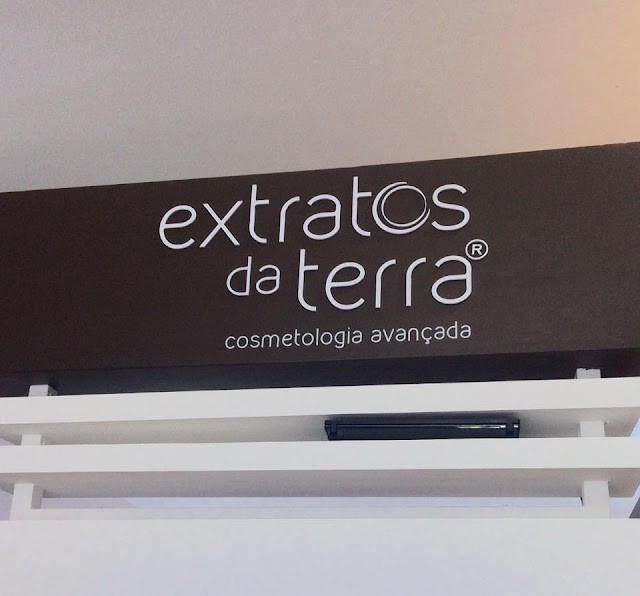 extratos
da terra®
cosmetologia avançada